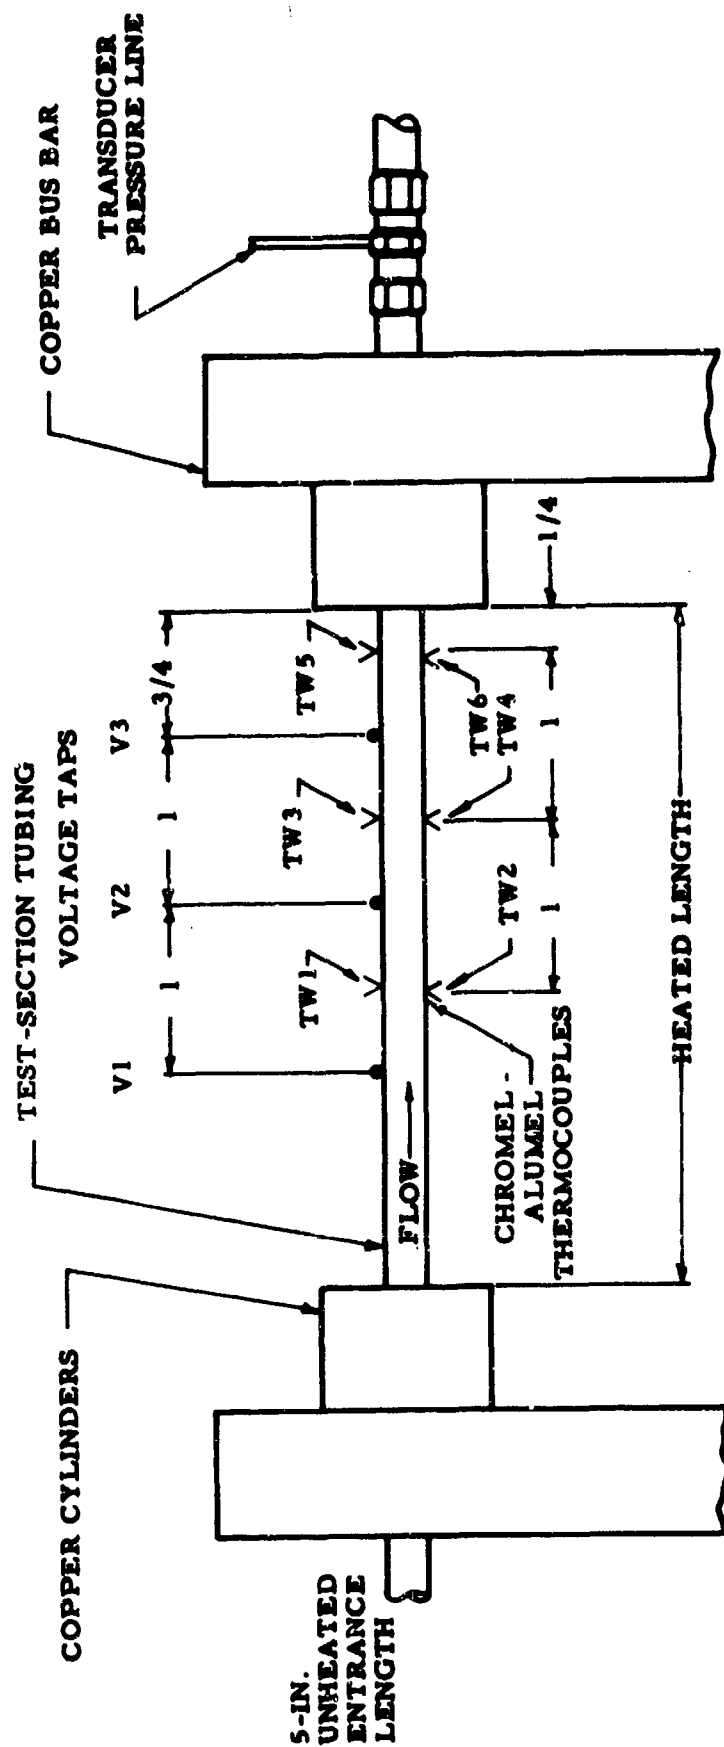 COPPER CYLINDERS
TEST-SECTION TUBING
VOLTAGE TAPS
COPPER BUS BAR
TRANSDUCER
PRESSURE LINE
V1
V2
V3
1
1
3/4
TW1
TW3
TW5
5-IN.
UNHEATED
ENTRANCE
LENGTH
FLOW
CHROMEL-
ALUMEL
THERMOCOUPLES
TW2
TW6
TW4
1
1
1/4
HEATED LENGTH